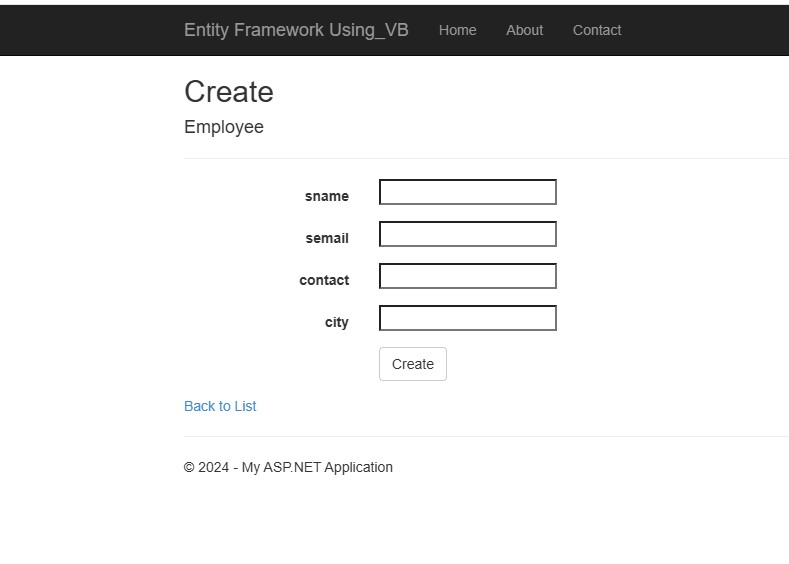 Entity Framework Using_VB Home About Contact
Create
Employee
sname
semail
contact
city
Create
Back to List
© 2024 - My ASP.NET Application